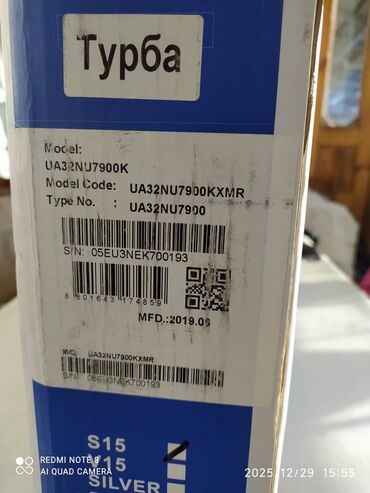 Турба
Model:
UA32NU7900K
Model Code: UA32NU7900KXMR
Type No. : UA32NU7900
S/N: 05EU3NEK700193
8 801643 174859
MFD.:2019.06
M/C: UA32NU7900KXMR
S/N: 05EU3NEK700193
S15
Y15
SILVER
REDMI NOTE 8
AI QUAD CAMERA
2025/12/29 15:55